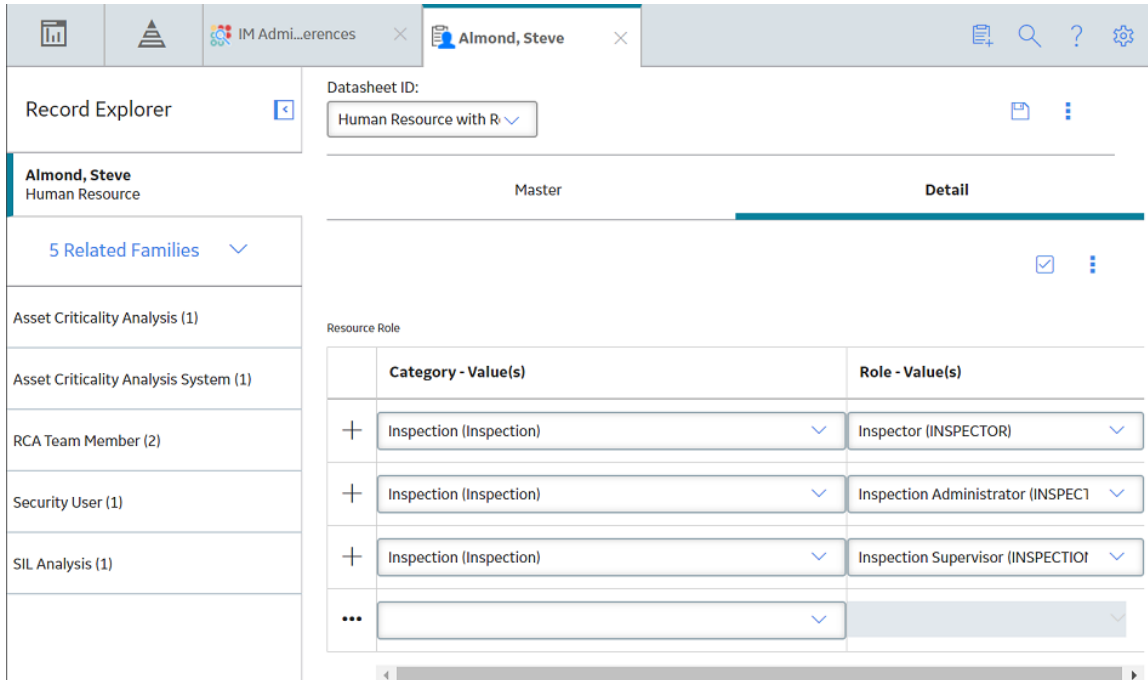 IM Admi...erences
Almond, Steve
Record Explorer
Almond, Steve
Human Resource
5 Related Families
Asset Criticality Analysis (1)
Asset Criticality Analysis System (1)
RCA Team Member (2)
Security User (1)
SIL Analysis (1)
Datasheet ID:
Human Resource with R
Master Detail
Resource Role
Category - Value(s) Role - Value(s)
Inspection (Inspection) Inspector (INSPECTOR)
Inspection (Inspection) Inspection Administrator (INSPECT
Inspection (Inspection) Inspection Supervisor (INSPECTION